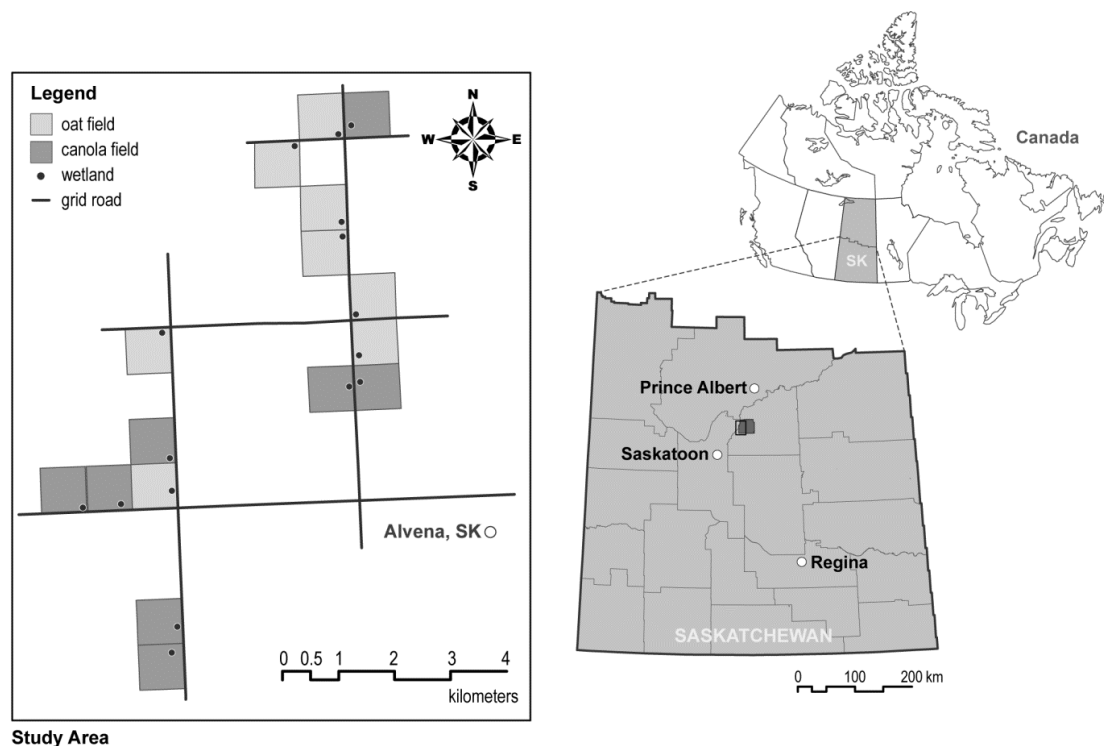 Legend
oat field
canola field
wetland
grid road
N
W E
S
Alvena, SK
0 0.5 1 2 3 4
kilometers
Study Area
Canada
SK
Prince Albert
Saskatoon
Regina
SASKATCHEWAN
0 100 200 km